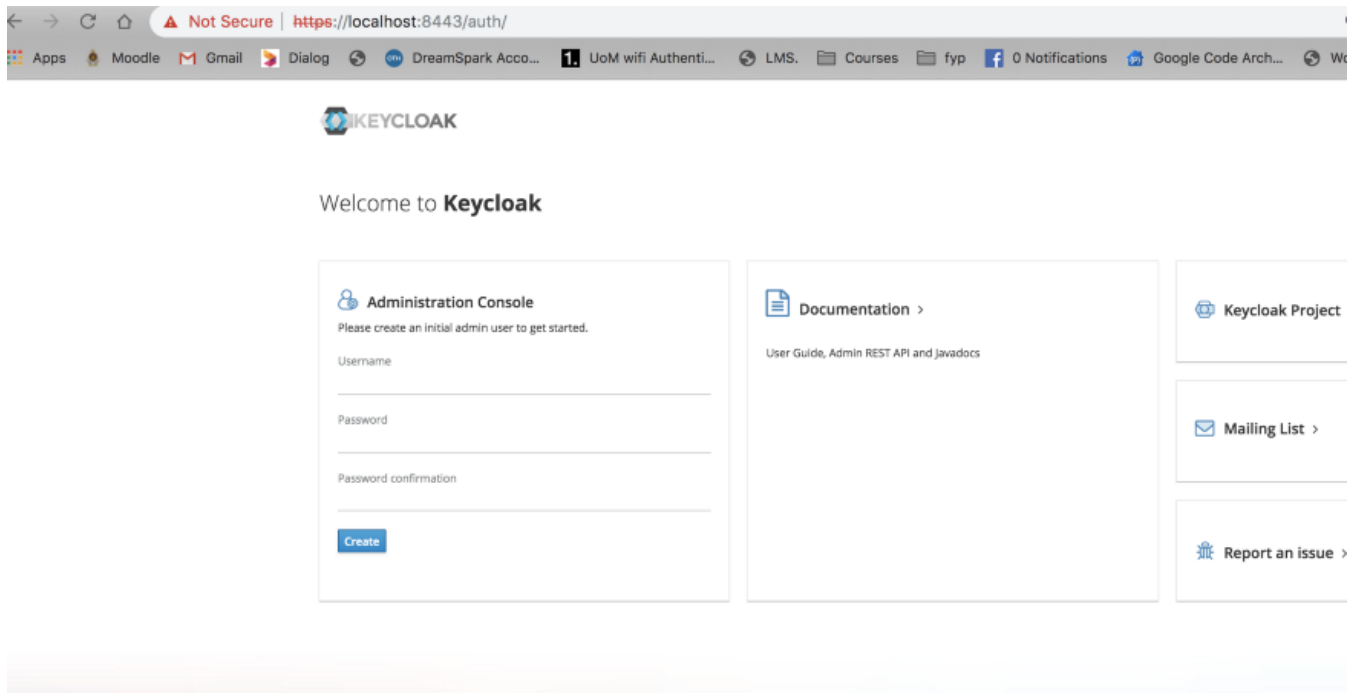 Not Secure | https://localhost:8443/auth/
Apps Moodle Gmail Dialog DreamSpark Acco... 1. UoM wifi Authenti... LMS. Courses fyp 0 Notifications Google Code Arch...
KEYCLOAK
Welcome to Keycloak
Administration Console
Please create an initial admin user to get started.
Username
Password
Password confirmation
Create
Documentation >
User Guide, Admin REST API and Javadocs
Keycloak Project
Mailing List >
Report an issue >